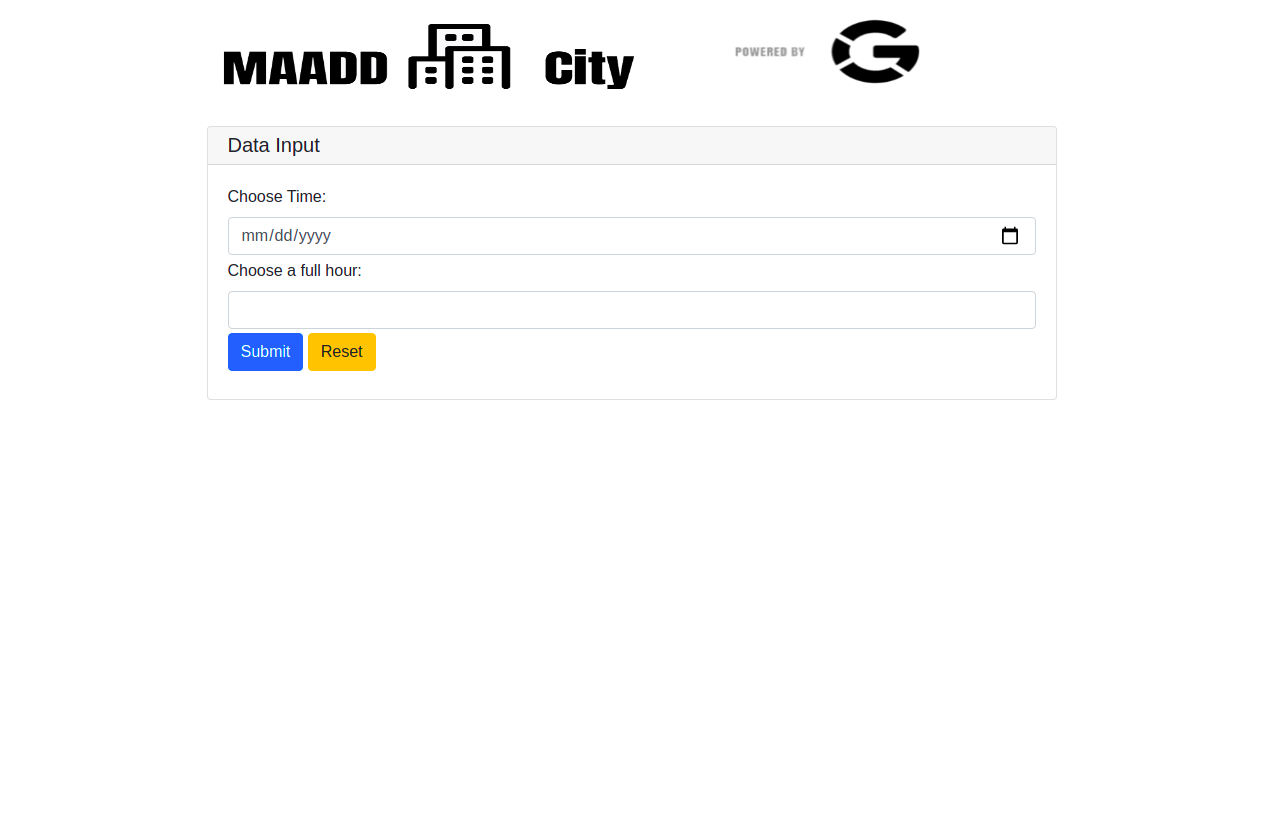 MAADD City
POWERED BY G
Data Input
Choose Time:
mm/dd/yyyy
Choose a full hour:
Submit Reset